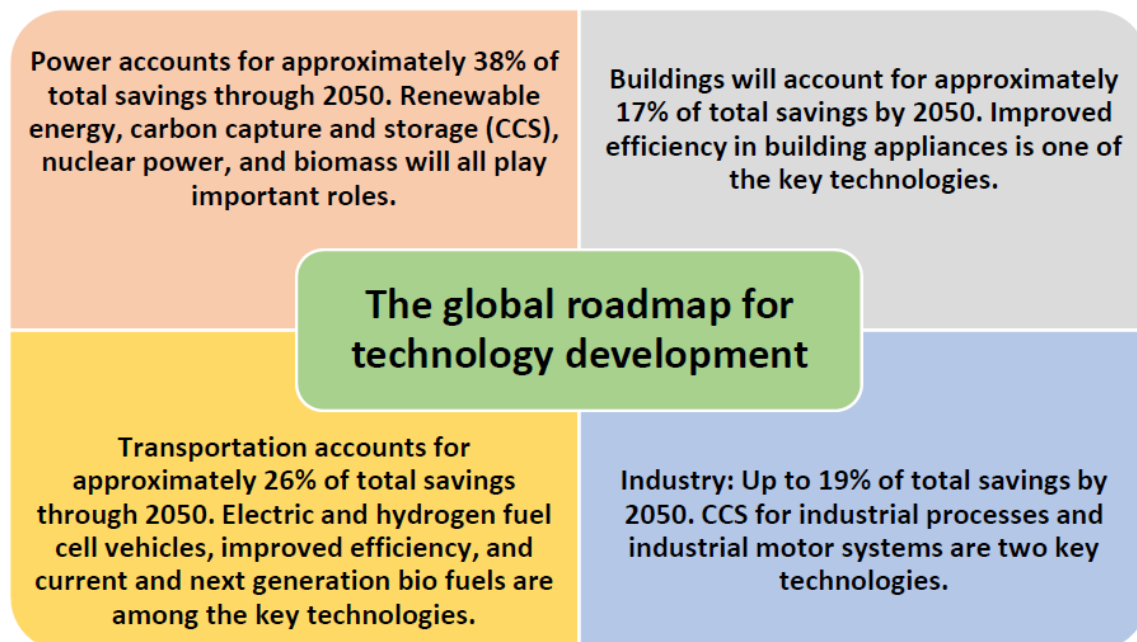 Power accounts for approximately 38% of
total savings through 2050. Renewable
energy, carbon capture and storage (CCS),
nuclear power, and biomass will all play
important roles.
Buildings will account for approximately
17% of total savings by 2050. Improved
efficiency in building appliances is one of
the key technologies.
The global roadmap for
technology development
Transportation accounts for
approximately 26% of total savings
through 2050. Electric and hydrogen fuel
cell vehicles, improved efficiency, and
current and next generation bio fuels are
among the key technologies.
Industry: Up to 19% of total savings by
2050. CCS for industrial processes and
industrial motor systems are two key
technologies.